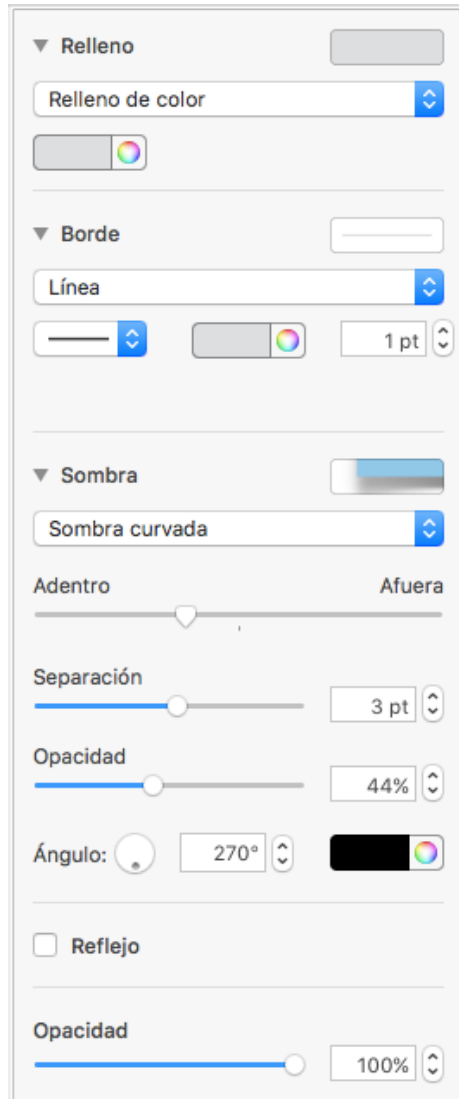 Relleno
Relleno de color
Borde
Línea
1 pt
Sombra
Sombra curvada
Adentro Afuera
Separación
3 pt
Opacidad
44%
Ángulo: 270°
Reflejo
Opacidad
100%